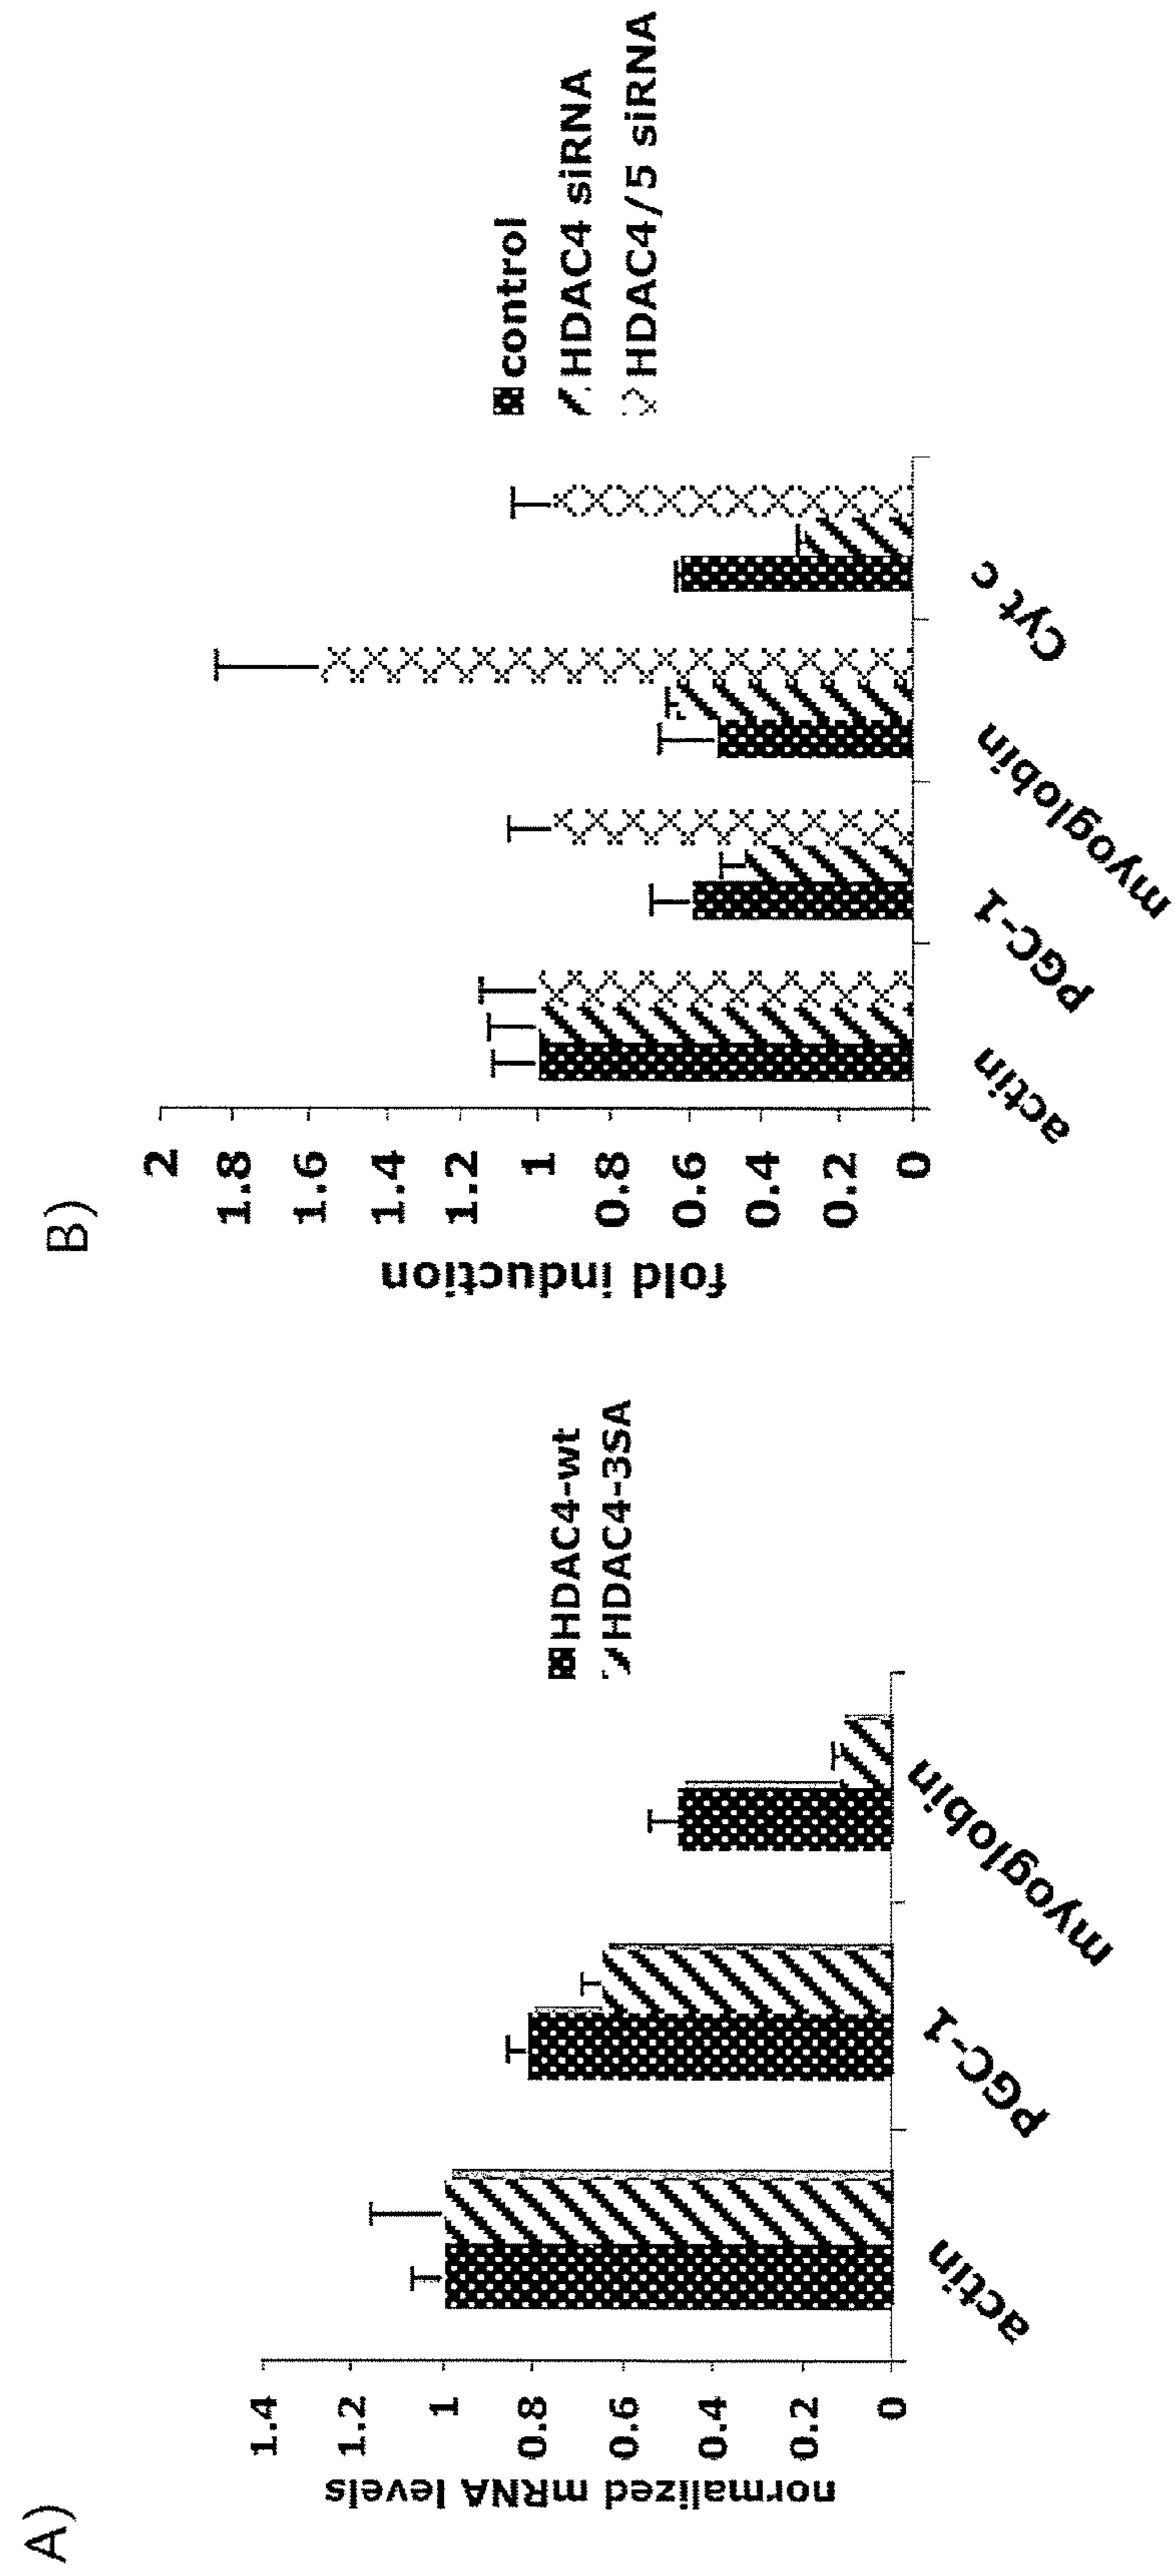 A)
normalized mRNA levels
1.4
1.2
1
0.8
0.6
0.4
0.2
0
actin
PGC-1
myoglobin
HDAC4-wt
HDAC4-3SA
B)
fold induction
2
1.8
1.6
1.4
1.2
1
0.8
0.6
0.4
0.2
0
actin
PGC-1
myoglobin
Cyt c
control
HDAC4 siRNA
HDAC4/5 siRNA